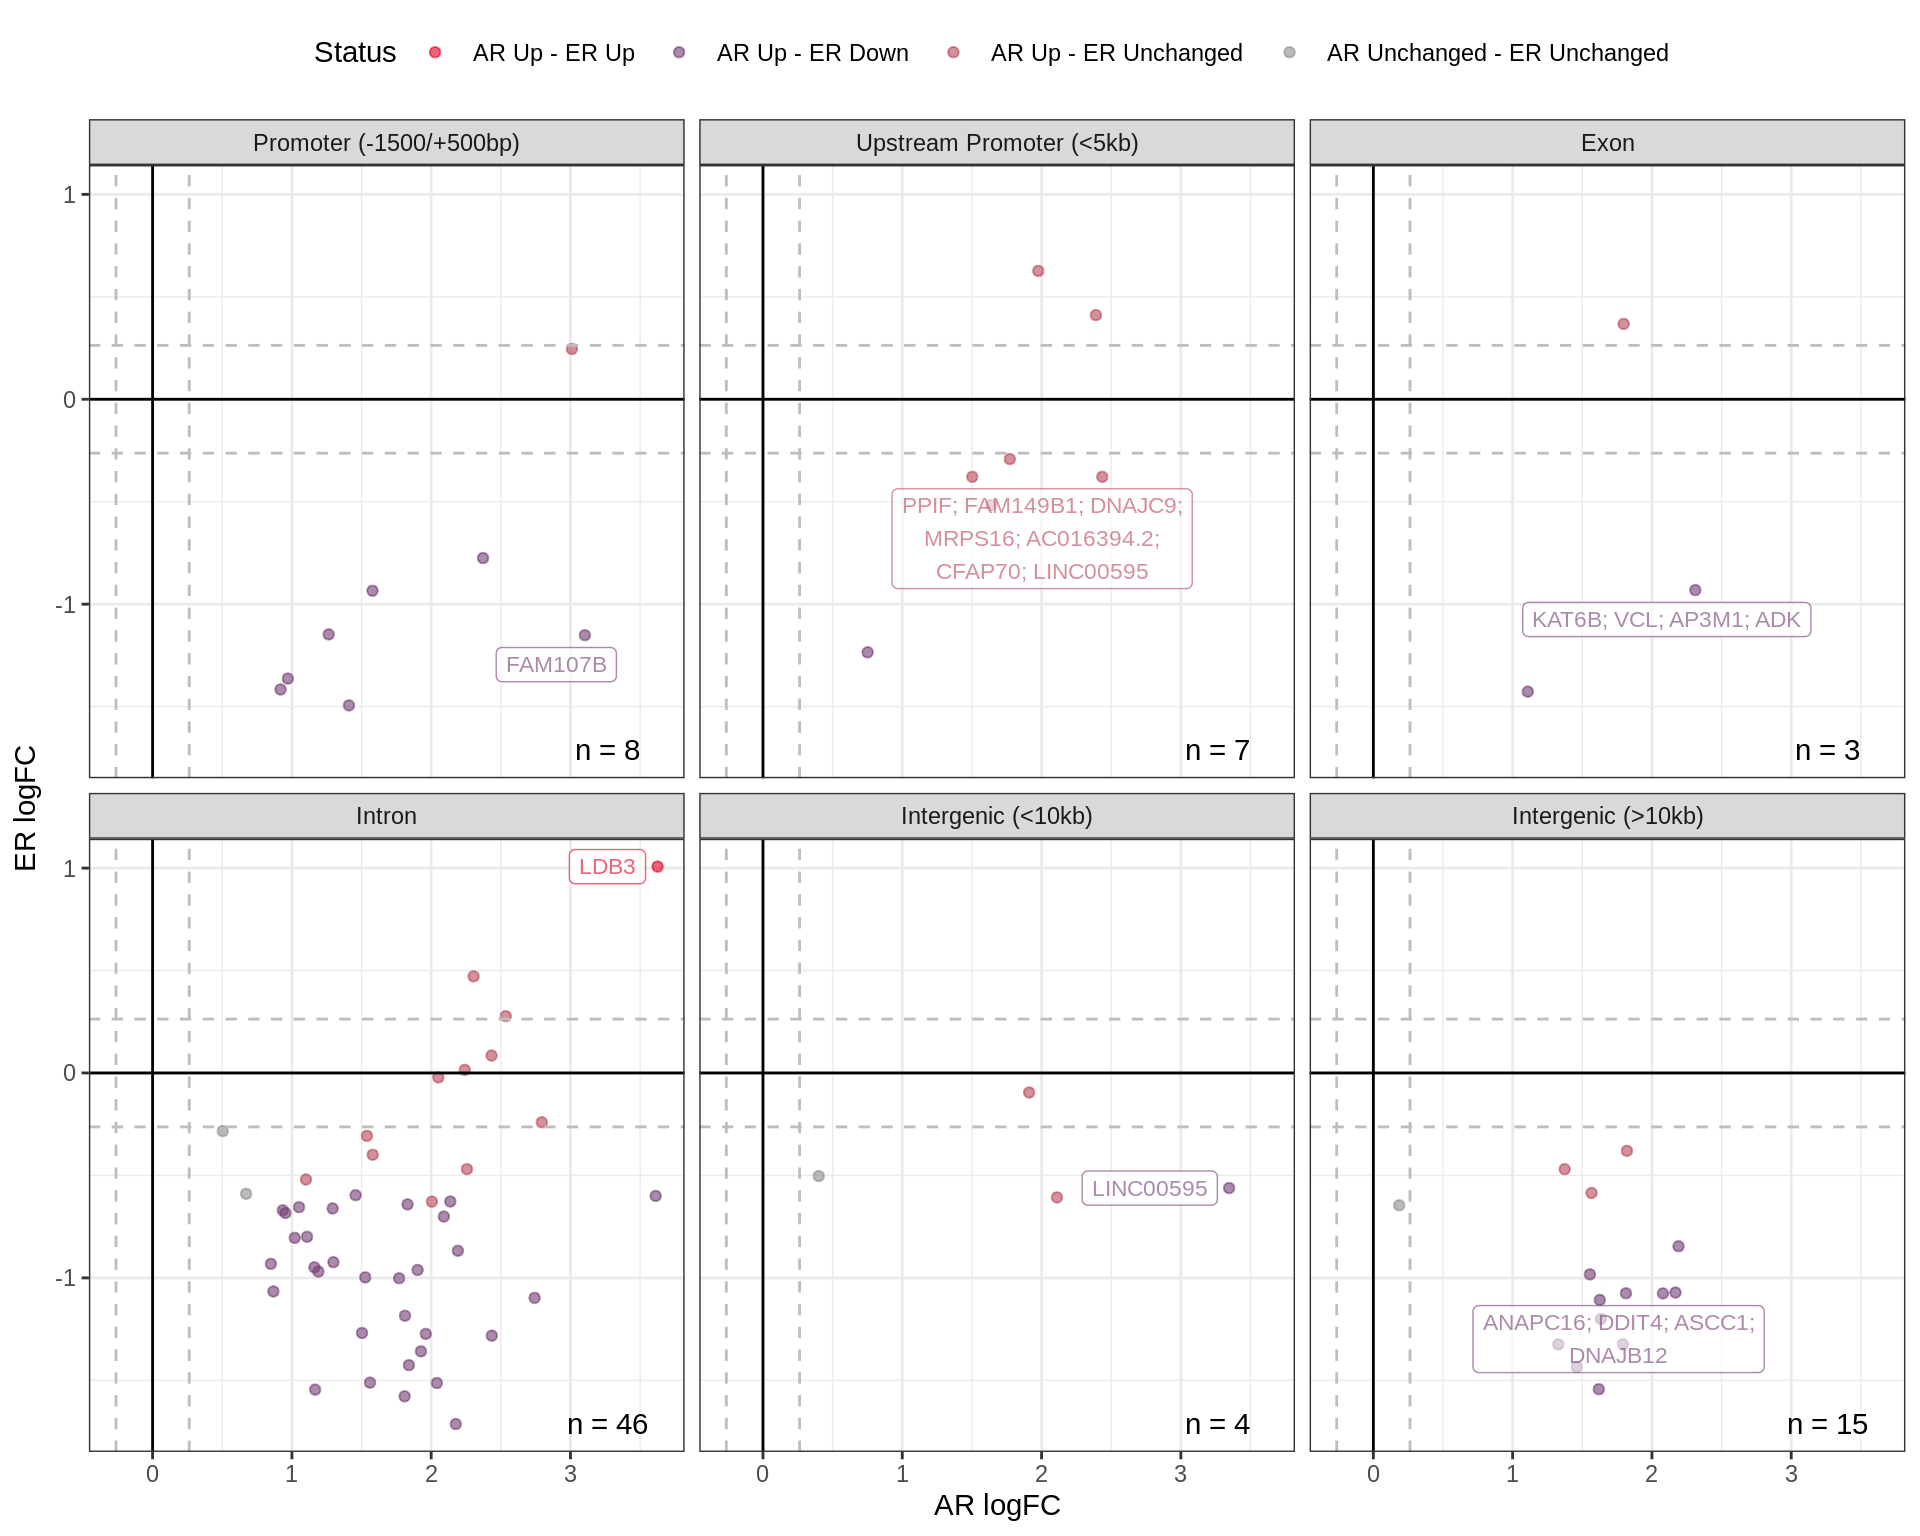 Status AR Up - ER Up AR Up - ER Down AR Up - ER Unchanged AR Unchanged - ER Unchanged
Promoter (-1500/+500bp)
Upstream Promoter (<5kb)
Exon
1
0
-1
PPIF; FAM149B1; DNAJC9;
MRPS16; AC016394.2;
CFAP70; LINC00595
KAT6B; VCL; AP3M1; ADK
FAM107B
n = 8
n = 7
n = 3
ER logFC
Intron
Intergenic (<10kb)
Intergenic (>10kb)
1
0
-1
LDB3
LINC00595
ANAPC16; DDIT4; ASCC1;
DNAJB12
n = 46
n = 4
n = 15
0 1 2 3
0 1 2 3
0 1 2 3
AR logFC